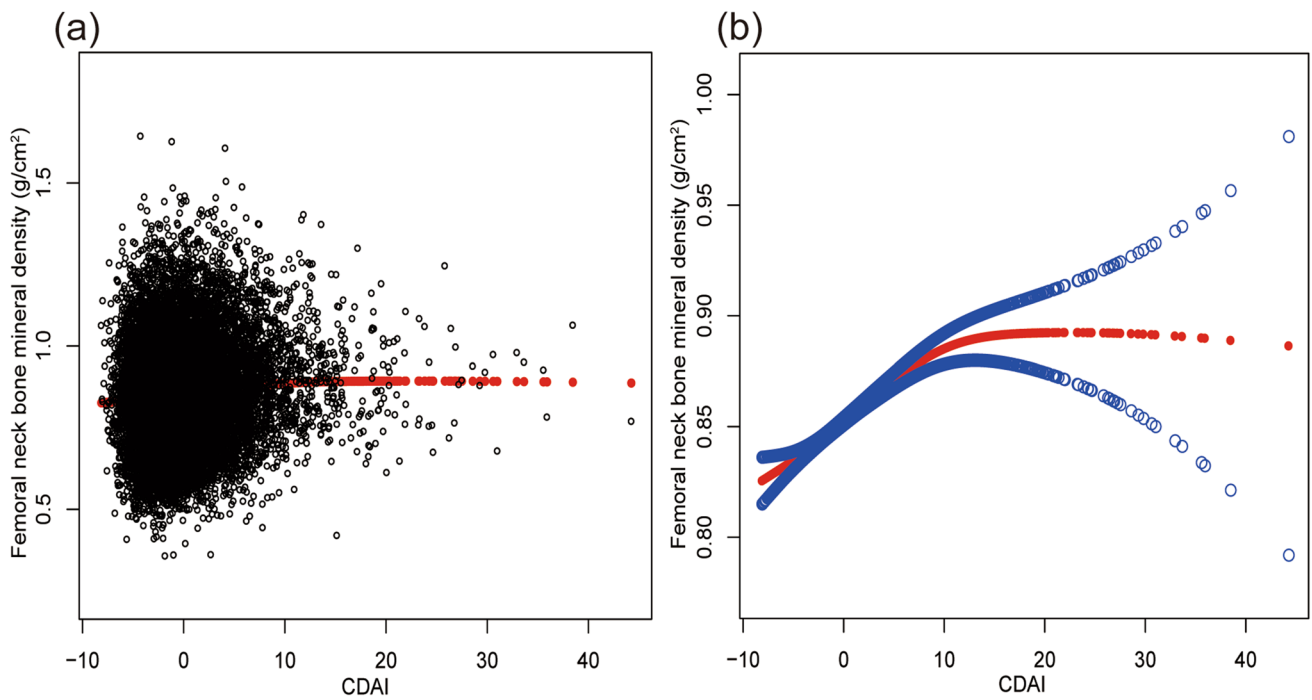 (a)
Femoral neck bone mineral density (g/cm²)
1.5
1.0
0.5
−10 0 10 20 30 40
CDAI
(b)
Femoral neck bone mineral density (g/cm²)
1.00
0.95
0.90
0.85
0.80
−10 0 10 20 30 40
CDAI